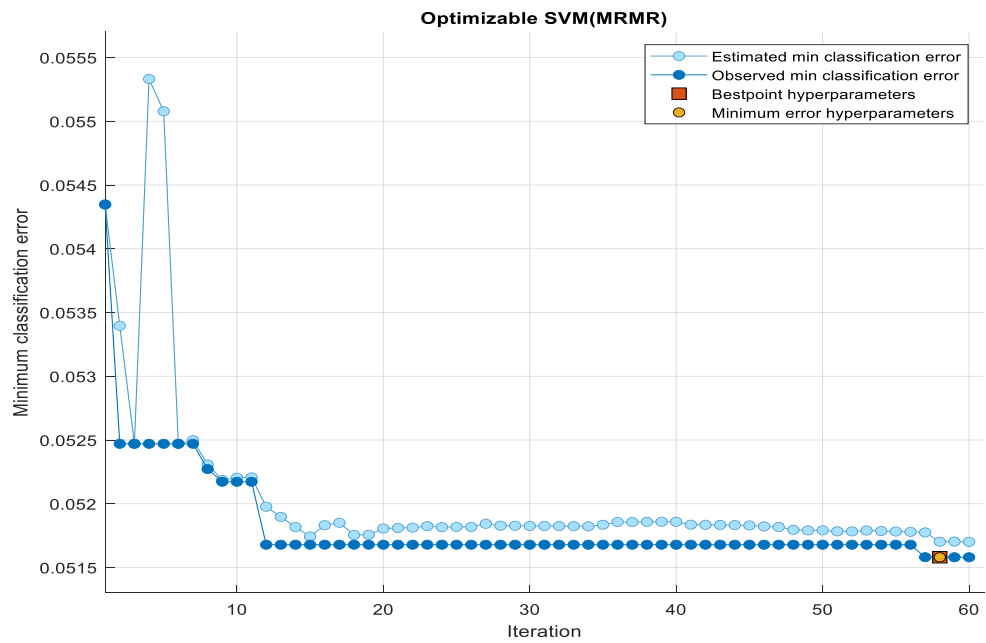 Optimizable SVM(MRMR)
Estimated min classification error
Observed min classification error
Bestpoint hyperparameters
Minimum error hyperparameters
Minimum classification error
0.0555
0.055
0.0545
0.054
0.0535
0.053
0.0525
0.052
0.0515
10
20
30
40
50
60
Iteration